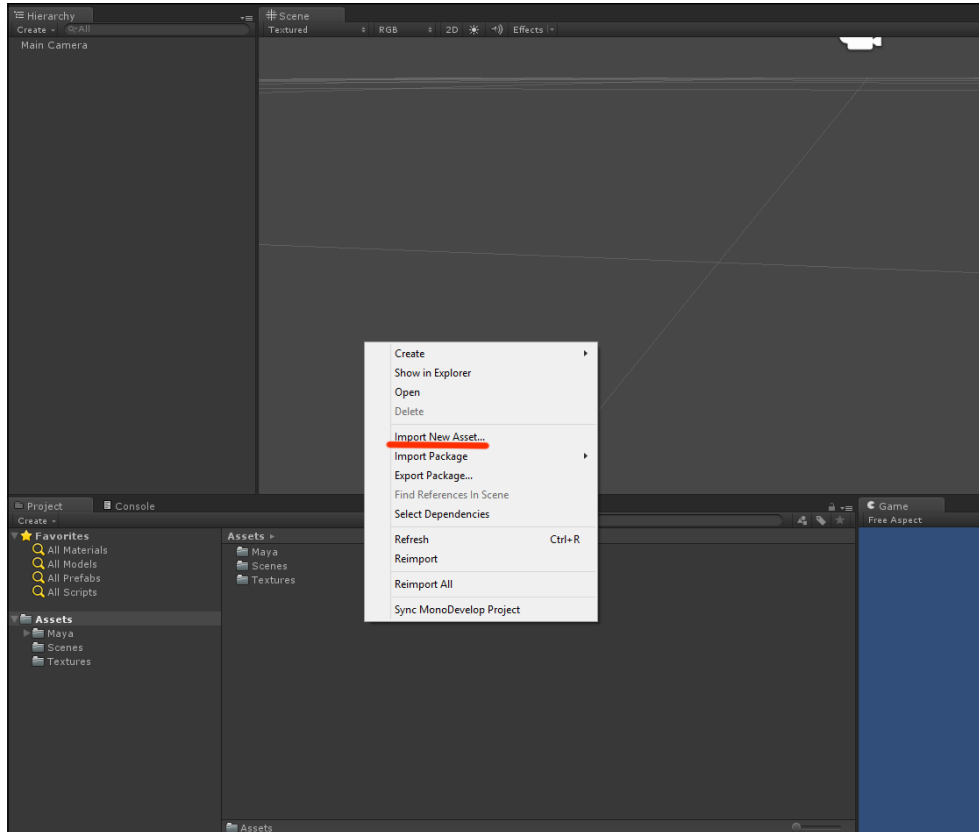 Hierarchy
Create
All
Main Camera
Scene
Textured RGB 2D Effects
Create
Show in Explorer
Open
Delete
Import New Asset...
Import Package
Export Package...
Find References In Scene
Select Dependencies
Refresh Ctrl+R
Reimport
Reimport All
Sync MonoDevelop Project
Project Console
Create
Favorites
All Materials
All Models
All Prefabs
All Scripts
Assets
Maya
Scenes
Textures
Assets
Maya
Scenes
Textures
Assets
Game
Free Aspect